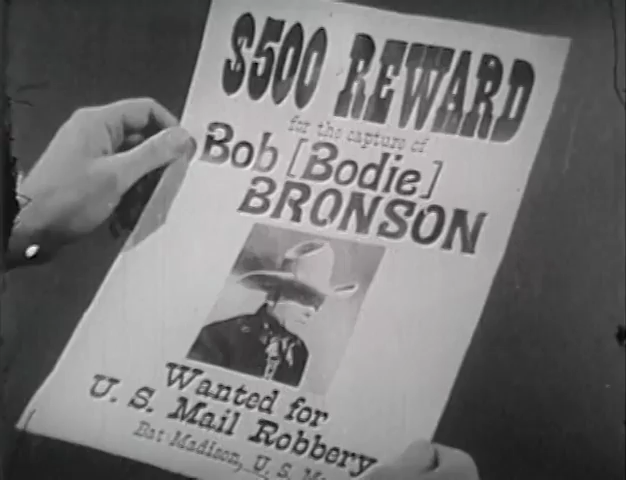 $500 REWARD
for the capture of
Bob [Bodie]
BRONSON
Wanted for
U. S. Mail Robbery
Bat Madison, U. S.